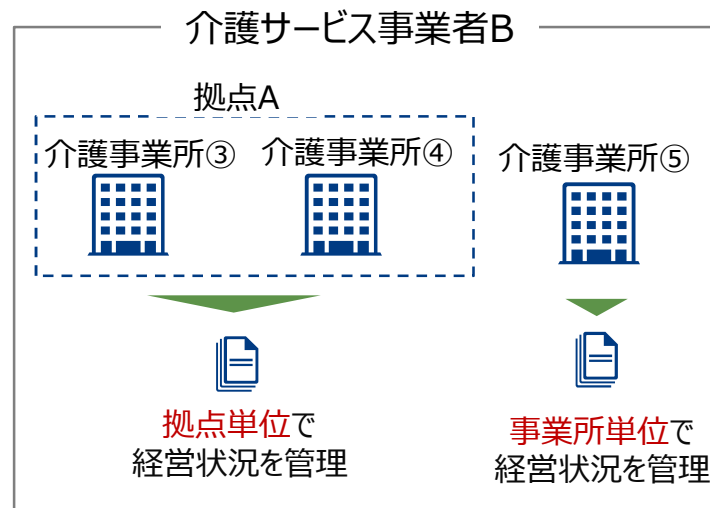 介護サービス事業者B
拠点A
介護事業所③
介護事業所④
介護事業所⑤
拠点単位で
経営状況を管理
事業所単位で
経営状況を管理